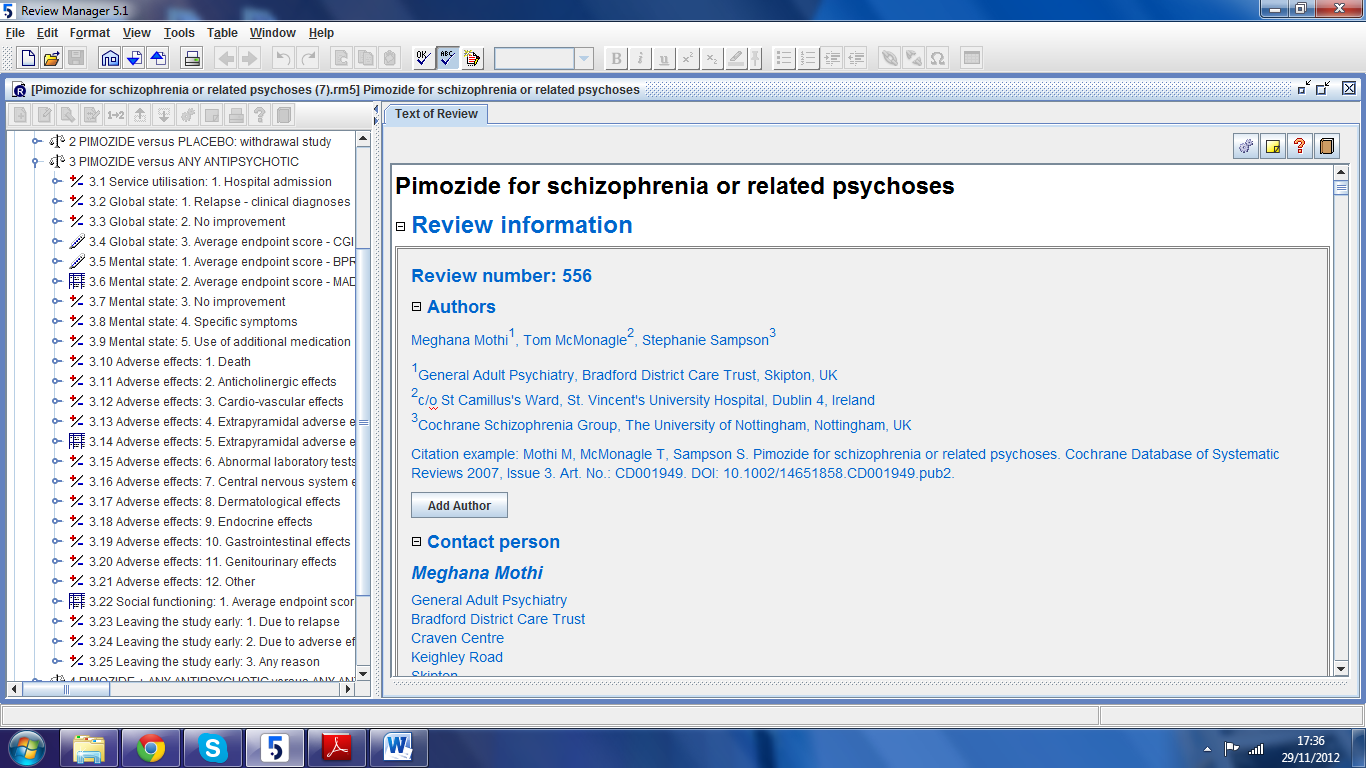 Review Manager 5.1
File Edit Format View Tools Table Window Help
[Pimozide for schizophrenia or related psychoses (7).rm5] Pimozide for schizophrenia or related psychoses
2 PIMOZIDE versus PLACEBO: withdrawal study
3 PIMOZIDE versus ANY ANTIPSYCHOTIC
3.1 Service utilisation: 1. Hospital admission
3.2 Global state: 1. Relapse - clinical diagnoses
3.3 Global state: 2. No improvement
3.4 Global state: 3. Average endpoint score - CGI
3.5 Mental state: 1. Average endpoint score - BPR
3.6 Mental state: 2. Average endpoint score - MAD
3.7 Mental state: 3. No improvement
3.8 Mental state: 4. Specific symptoms
3.9 Mental state: 5. Use of additional medication
3.10 Adverse effects: 1. Death
3.11 Adverse effects: 2. Anticholinergic effects
3.12 Adverse effects: 3. Cardio-vascular effects
3.13 Adverse effects: 4. Extrapyramidal adverse e
3.14 Adverse effects: 5. Extrapyramidal adverse e
3.15 Adverse effects: 6. Abnormal laboratory tests
3.16 Adverse effects: 7. Central nervous system e
3.17 Adverse effects: 8. Dermatological effects
3.18 Adverse effects: 9. Endocrine effects
3.19 Adverse effects: 10. Gastrointestinal effects
3.20 Adverse effects: 11. Genitourinary effects
3.21 Adverse effects: 12. Other
3.22 Social functioning: 1. Average endpoint scor
3.23 Leaving the study early: 1. Due to relapse
3.24 Leaving the study early: 2. Due to adverse ef
3.25 Leaving the study early: 3. Any reason
4 PIMOZIDE + ANY ANTIPSYCHOTIC versus ANY AN
Text of Review
Pimozide for schizophrenia or related psychoses
Review information
Review number: 556
Authors
Meghana Mothi1, Tom McMonagle2, Stephanie Sampson3
1General Adult Psychiatry, Bradford District Care Trust, Skipton, UK
2c/o St Camillus's Ward, St. Vincent's University Hospital, Dublin 4, Ireland
3Cochrane Schizophrenia Group, The University of Nottingham, Nottingham, UK
Citation example: Mothi M, McMonagle T, Sampson S. Pimozide for schizophrenia or related psychoses. Cochrane Database of Systematic
Reviews 2007, Issue 3. Art. No.: CD001949. DOI: 10.1002/14651858.CD001949.pub2.
Add Author
Contact person
Meghana Mothi
General Adult Psychiatry
Bradford District Care Trust
Craven Centre
Keighley Road
Skipton
17:36
29/11/2012